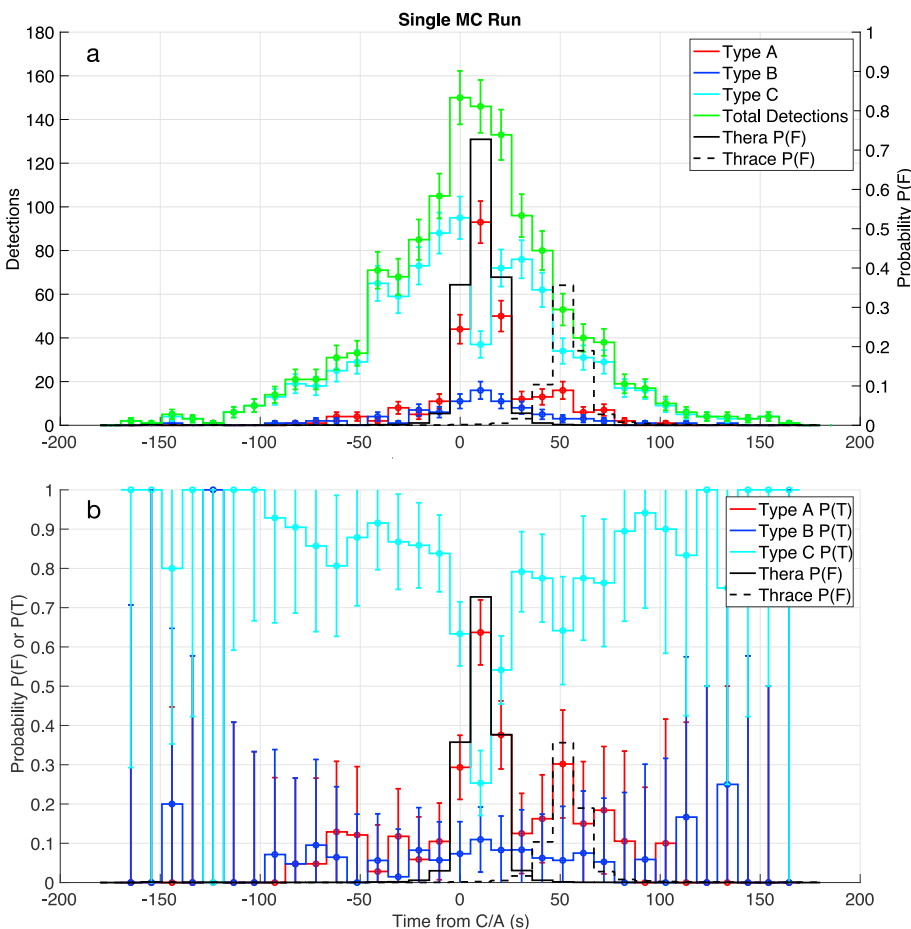 Single MC Run
a
180
160
140
120
100
80
60
40
20
0
Detections
1
0.9
0.8
0.7
0.6
0.5
0.4
0.3
0.2
0.1
0
Probability P(F)
Type A
Type B
Type C
Total Detections
Thera P(F)
Thrace P(F)
-200 -150 -100 -50 0 50 100 150 200
b
1
0.9
0.8
0.7
0.6
0.5
0.4
0.3
0.2
0.1
0
Probability P(F) or P(T)
Type A P(T)
Type B P(T)
Type C P(T)
Thera P(F)
Thrace P(F)
-200 -150 -100 -50 0 50 100 150 200
Time from C/A (s)